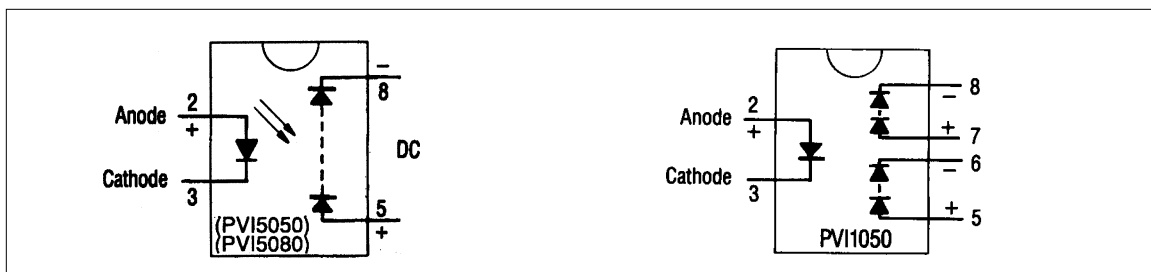 2
Anode
+
Cathode
3
−
8
DC
5
+
(PVI5050)
(PVI5080)
2
Anode
+
Cathode
3
8
−
+
7
6
−
+
5
PVI1050